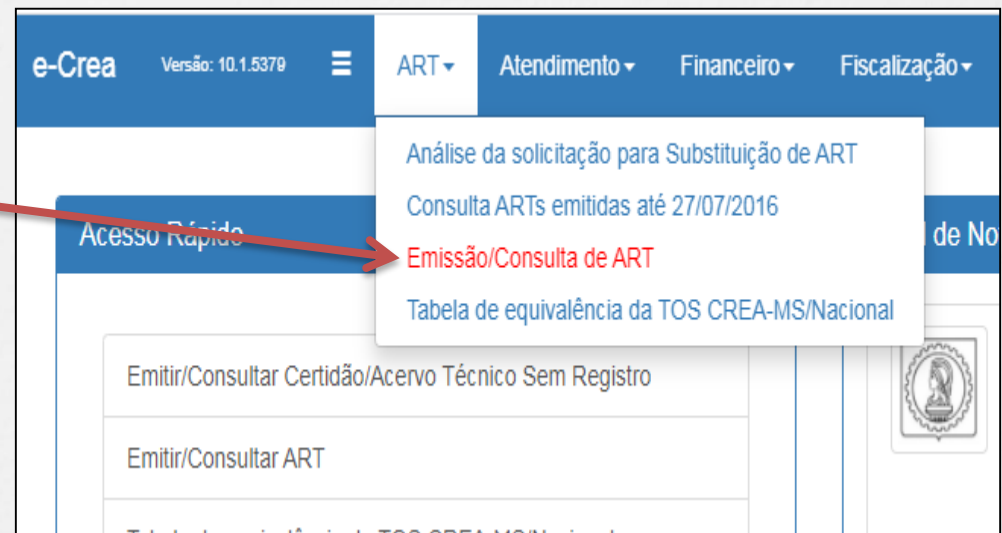 e-Crea Versão: 10.1.5379 ART Atendimento Financeiro Fiscalização
Análise da solicitação para Substituição de ART
Consulta ARTs emitidas até 27/07/2016
Acesso Rápido
Emissão/Consulta de ART
de No
Tabela de equivalência da TOS CREA-MS/Nacional
Emitir/Consultar Certidão/Acervo Técnico Sem Registro
Emitir/Consultar ART